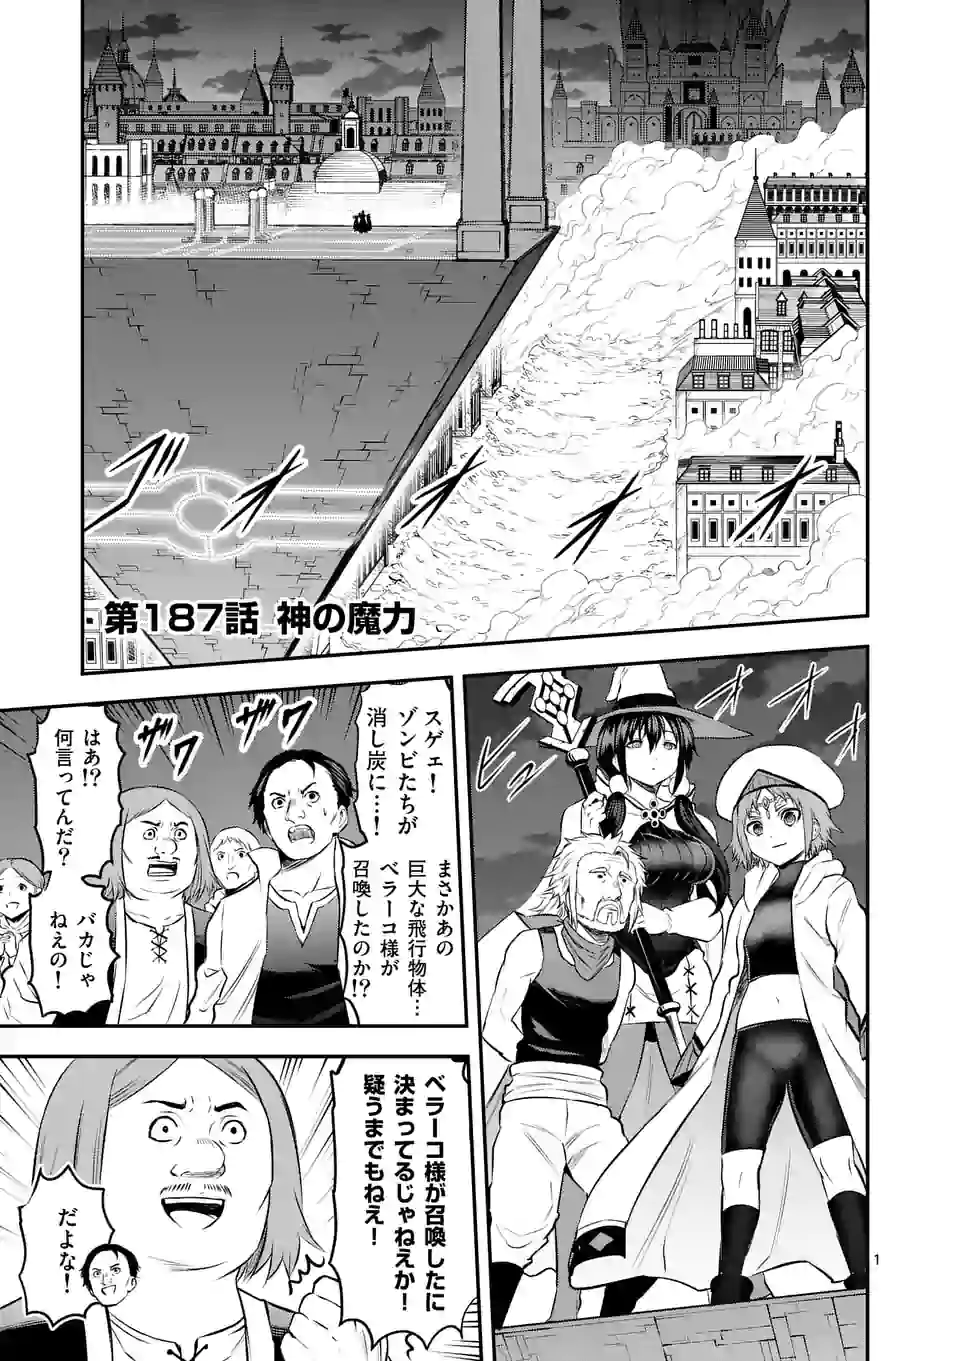 ブオオオオ
第187話 神の魔力
オオオオ
スゲェ！
ゾンビたちが
消し炭に…！
まさかあの
巨大な飛行物体…
ベラーコ様が
召喚したのか!?
ザワ
ザワ
はあ!?
何言ってんだ？
バカじゃ
ねえの！
ベラーコ様が召喚したに
決まってるじゃねえか！
疑うまでもねえ！
だよな！
1